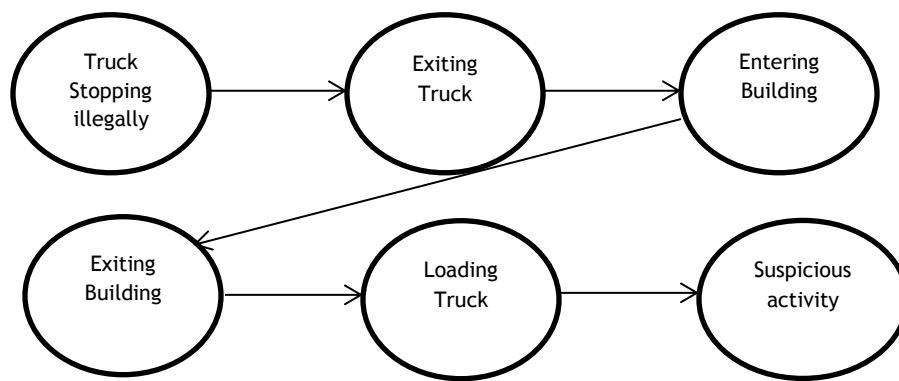 Truck
Stopping
illegally
Exiting
Truck
Entering
Building
Exiting
Building
Loading
Truck
Suspicious
activity